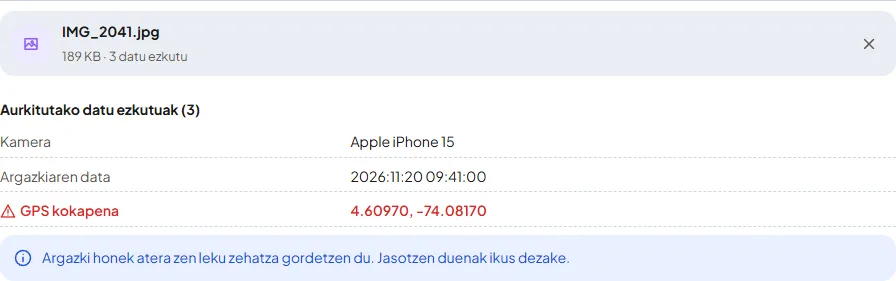 IMG_2041.jpg
189 KB · 3 datu ezkutu
Aurkitutako datu ezkutuak (3)
Kamera Apple iPhone 15
Argazkiaren data 2026:11:20 09:41:00
GPS kokapena 4.60970, -74.08170
Argazki honek atera zen leku zehatza gordetzen du. Jasotzen duenak ikus dezake.